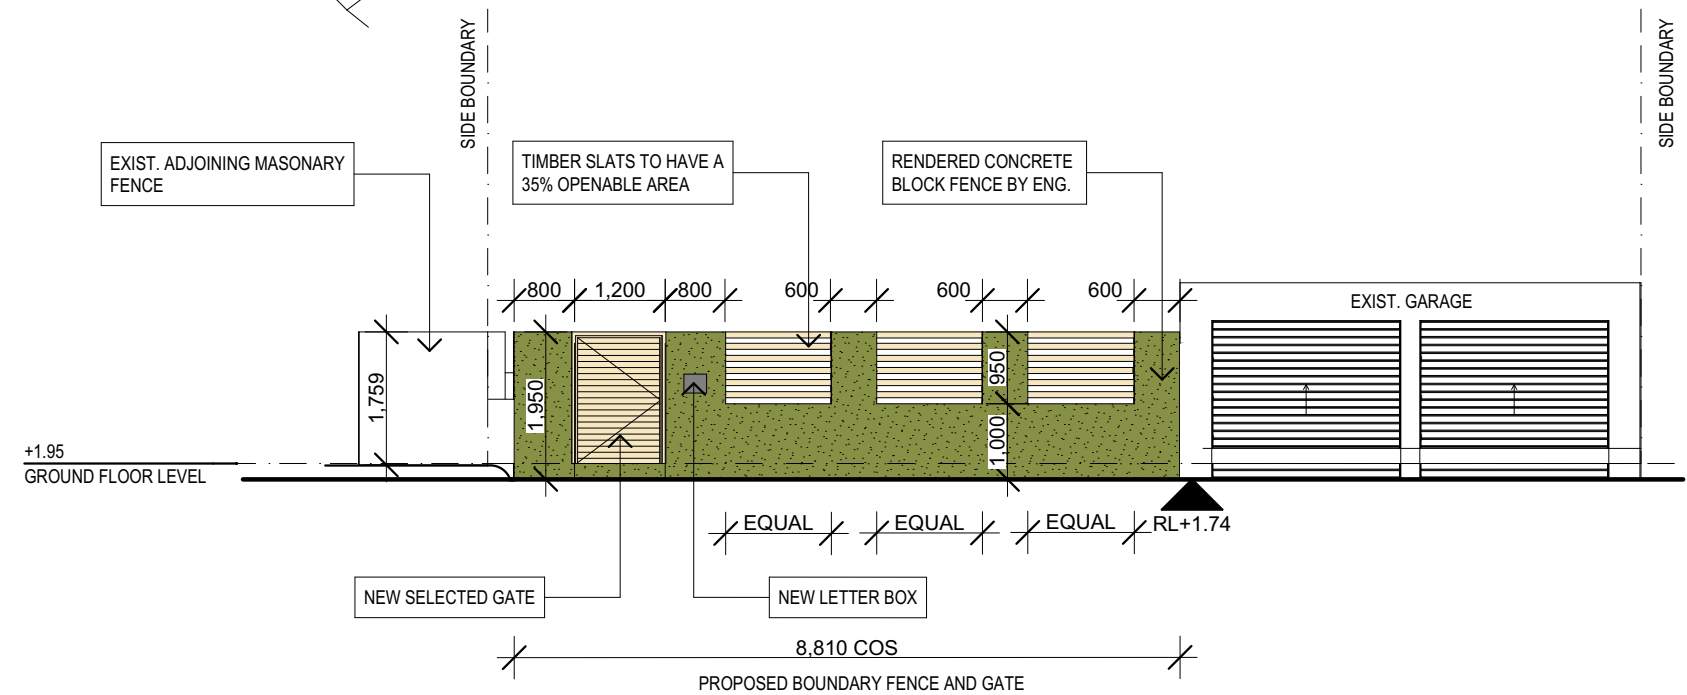 SIDE BOUNDARY
SIDE BOUNDARY
EXIST. ADJOINING MASONARY
FENCE
TIMBER SLATS TO HAVE A
35% OPENABLE AREA
RENDERED CONCRETE
BLOCK FENCE BY ENG.
800
1,200
800
600
600
600
EXIST. GARAGE
1,759
1,950
950
1,000
+1.95
GROUND FLOOR LEVEL
EQUAL
EQUAL
EQUAL
RL+1.74
NEW SELECTED GATE
NEW LETTER BOX
8,810 COS
PROPOSED BOUNDARY FENCE AND GATE